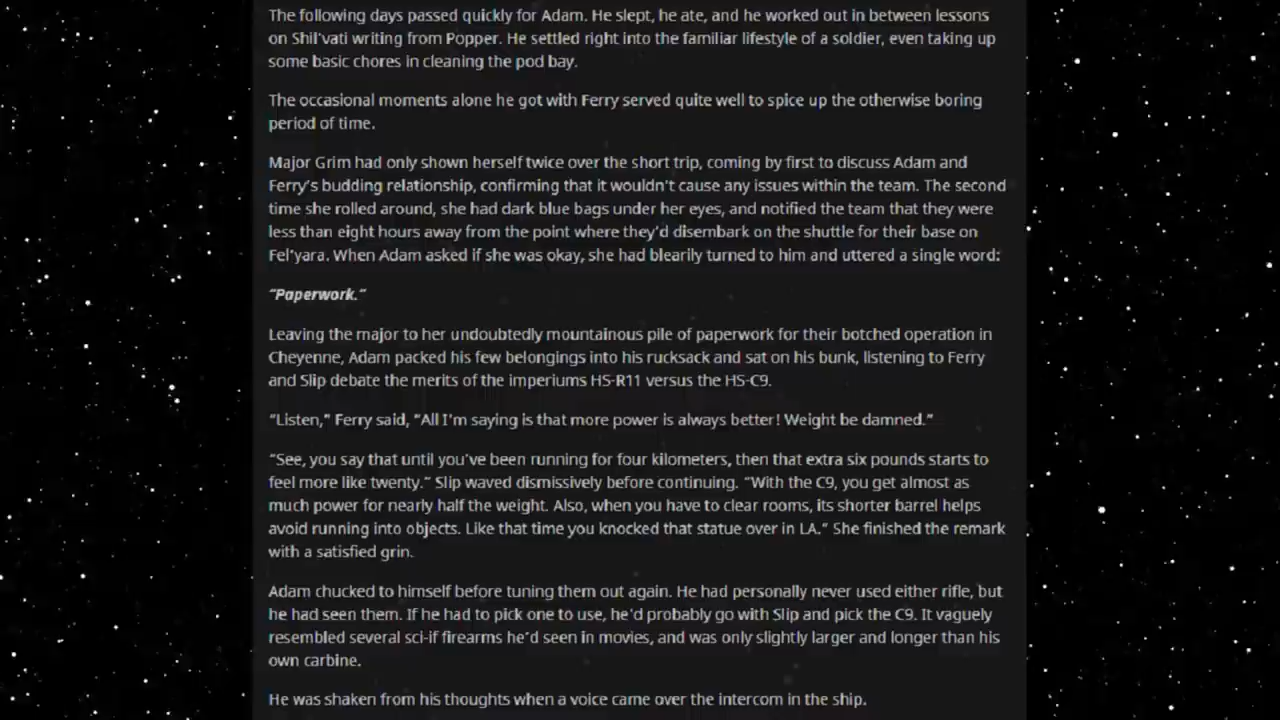 The following days passed quickly for Adam. He slept, he ate, and he worked out in between lessons
on Shil'vati writing from Popper. He settled right into the familiar lifestyle of a soldier, even taking up
some basic chores in cleaning the pod bay.
The occasional moments alone he got with Ferry served quite well to spice up the otherwise boring
period of time.
Major Grim had only shown herself twice over the short trip, coming by first to discuss Adam and
Ferry's budding relationship, confirming that it wouldn't cause any issues within the team. The second
time she rolled around, she had dark blue bags under her eyes, and notified the team that they were
less than eight hours away from the point where they'd disembark on the shuttle for their base on
Fel'yara. When Adam asked if she was okay, she had blearily turned to him and uttered a single word:
“Paperwork.”
Leaving the major to her undoubtedly mountainous pile of paperwork for their botched operation in
Cheyenne, Adam packed his few belongings into his rucksack and sat on his bunk, listening to Ferry
and Slip debate the merits of the imperiums HS-R11 versus the HS-C9.
“Listen,” Ferry said, “All I'm saying is that more power is always better! Weight be damned.”
“See, you say that until you've been running for four kilometers, then that extra six pounds starts to
feel more like twenty.” Slip waved dismissively before continuing. “With the C9, you get almost as
much power for nearly half the weight. Also, when you have to clear rooms, its shorter barrel helps
avoid running into objects. Like that time you knocked that statue over in LA.” She finished the remark
with a satisfied grin.
Adam chucked to himself before tuning them out again. He had personally never used either rifle, but
he had seen them. If he had to pick one to use, he'd probably go with Slip and pick the C9. It vaguely
resembled several sci-if firearms he'd seen in movies, and was only slightly larger and longer than his
own carbine.
He was shaken from his thoughts when a voice came over the intercom in the ship.